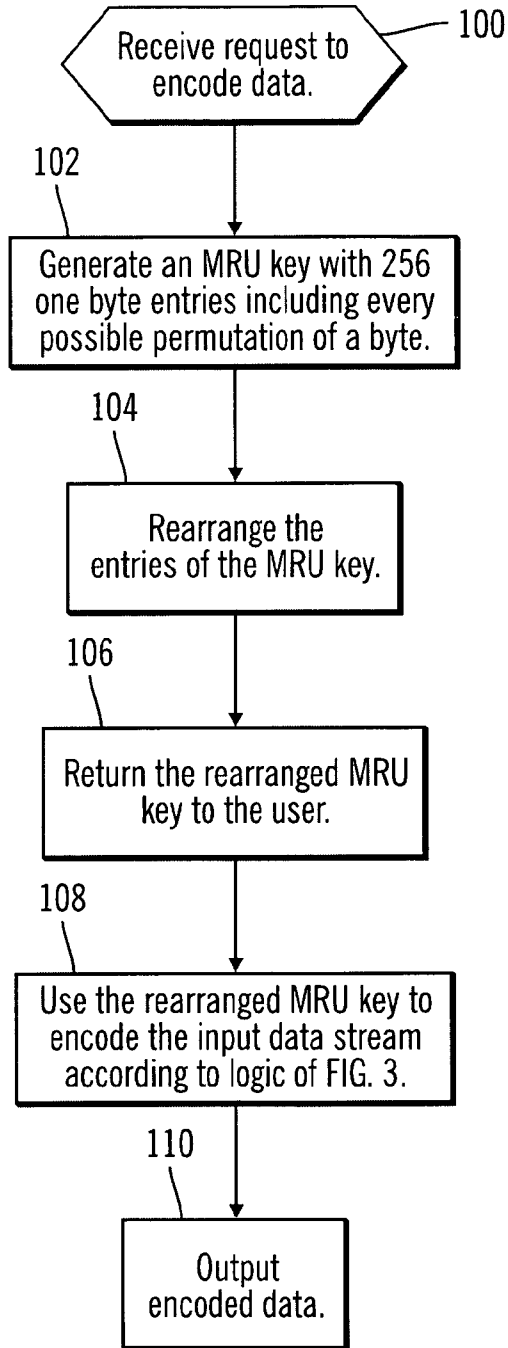 100
Receive request to
encode data.
102
Generate an MRU key with 256
one byte entries including every
possible permutation of a byte.
104
Rearrange the
entries of the MRU key.
106
Return the rearranged MRU
key to the user.
108
Use the rearranged MRU key to
encode the input data stream
according to logic of FIG. 3.
110
Output
encoded data.